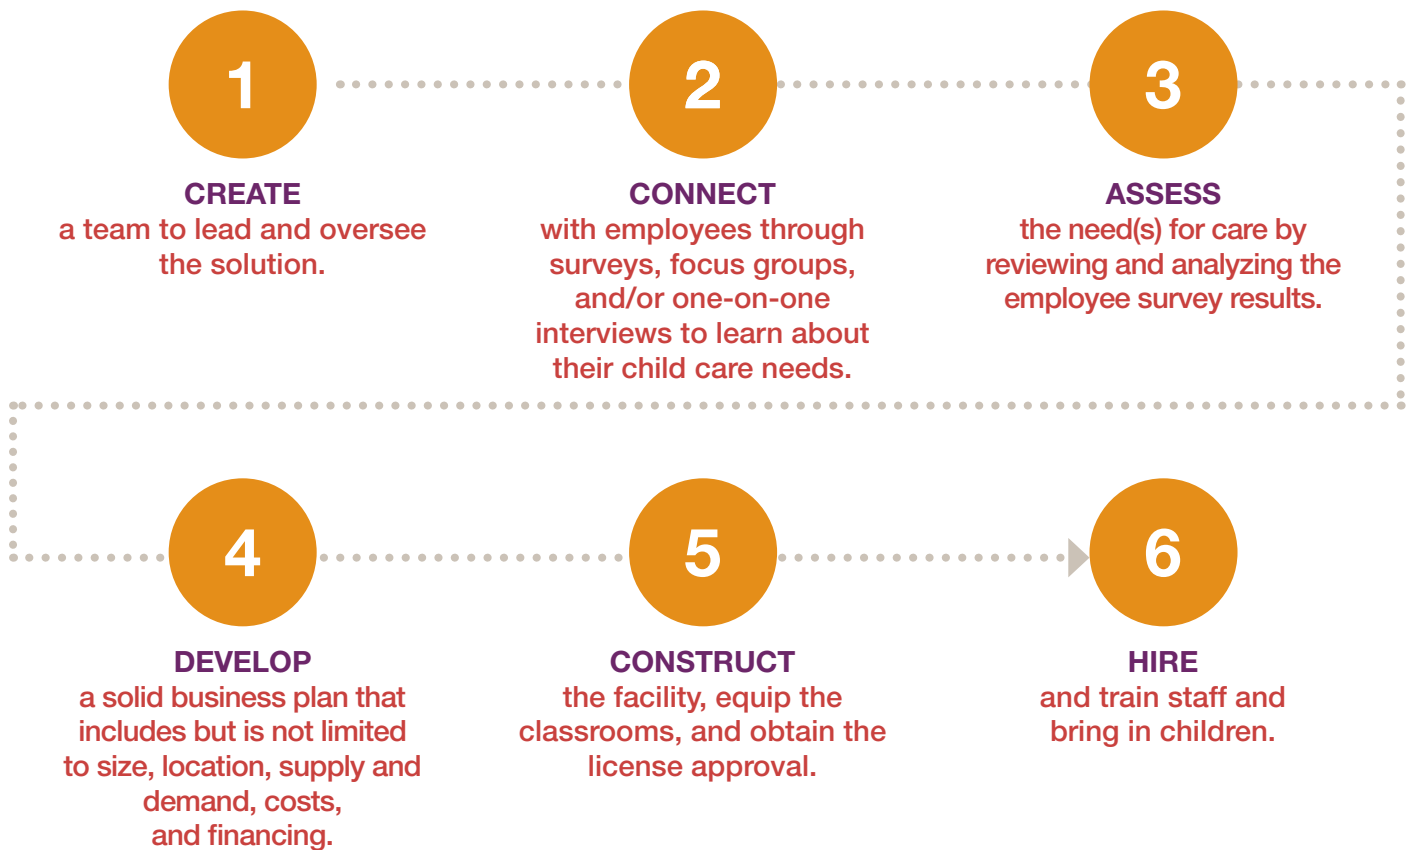 1
CREATE
a team to lead and oversee
the solution.
2
CONNECT
with employees through
surveys, focus groups,
and/or one-on-one
interviews to learn about
their child care needs.
3
ASSESS
the need(s) for care by
reviewing and analyzing the
employee survey results.
4
DEVELOP
a solid business plan that
includes but is not limited
to size, location, supply and
demand, costs,
and financing.
5
CONSTRUCT
the facility, equip the
classrooms, and obtain the
license approval.
6
HIRE
and train staff and
bring in children.